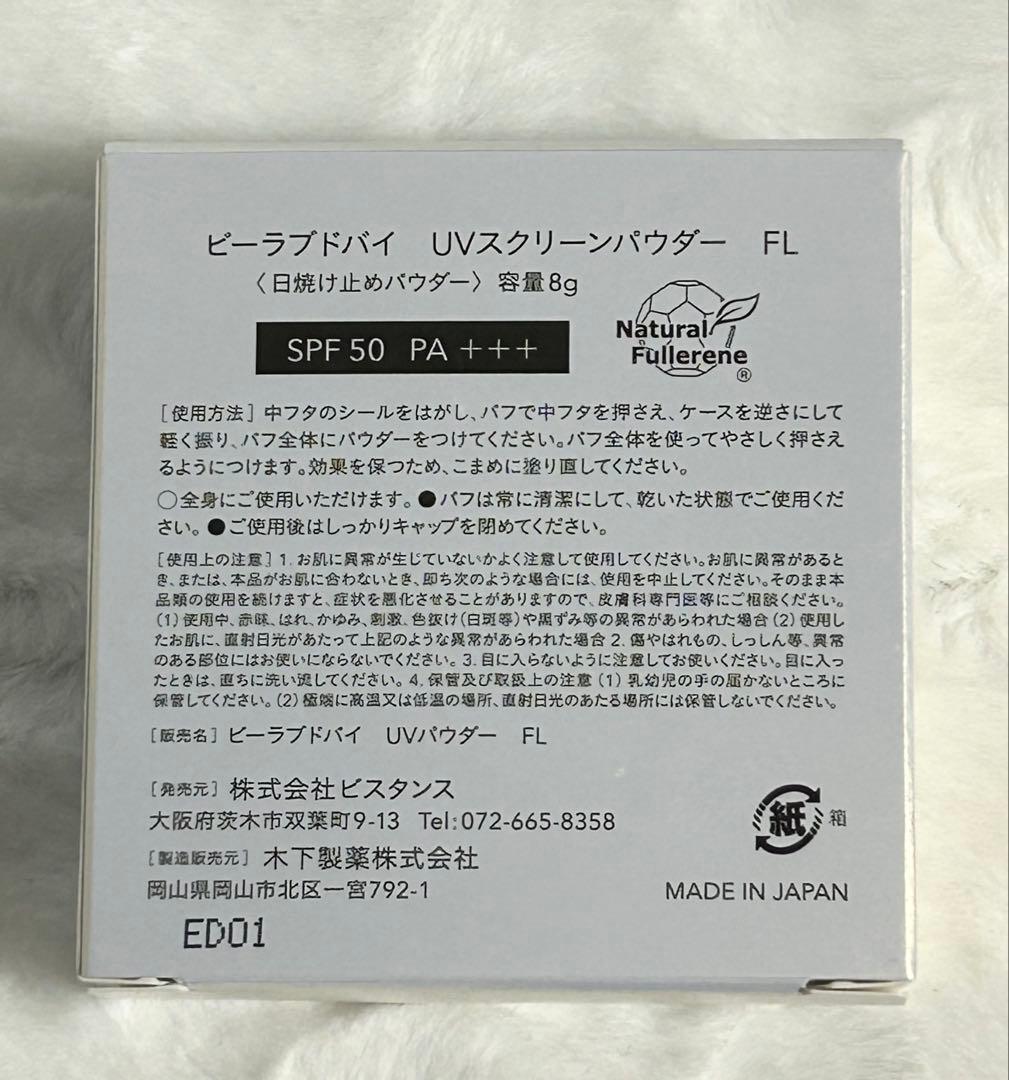 ビーラブドバイ　UVスクリーンパウダー　FL
〈日焼け止めパウダー〉容量8g
SPF 50　PA +++
Natural
Fullerene
®
［使用方法］中フタのシールをはがし、パフで中フタを押さえ、ケースを逆さにして
軽く振り、パフ全体にパウダーをつけてください。パフ全体を使ってやさしく押さえ
るようにつけます。効果を保つため、こまめに塗り直してください。
○全身にご使用いただけます。●パフは常に清潔にして、乾いた状態でご使用くだ
さい。●ご使用後はしっかりキャップを閉めてください。
［使用上の注意］1. お肌に異常が生じていないかよく注意して使用してください。お肌に異常があると
き、または、本品がお肌に合わないとき、即ち次のような場合には、使用を中止してください。そのまま本
品類の使用を続けますと、症状を悪化させることがありますので、皮膚科専門医等にご相談ください。
(1) 使用中、赤味、はれ、かゆみ、刺激、色抜け(白斑等)や黒ずみ等の異常があらわれた場合 (2) 使用し
たお肌に、直射日光があたって上記のような異常があらわれた場合 2. 傷やはれもの、しっしん等、異常
のある部位にはお使いにならないでください。3. 目に入らないように注意してお使いください。目に入っ
たときは、直ちに洗い流してください。4. 保管及び取扱上の注意 (1) 乳幼児の手の届かないところに
保管してください。(2) 極端に高温又は低温の場所、直射日光のあたる場所には保管しないでください。
［販売名］ビーラブドバイ　UVパウダー　FL
［発売元］株式会社ビスタンス
大阪府茨木市双葉町9-13　Tel:072-665-8358
紙 箱
［製造販売元］木下製薬株式会社
岡山県岡山市北区一宮792-1
MADE IN JAPAN
ED01